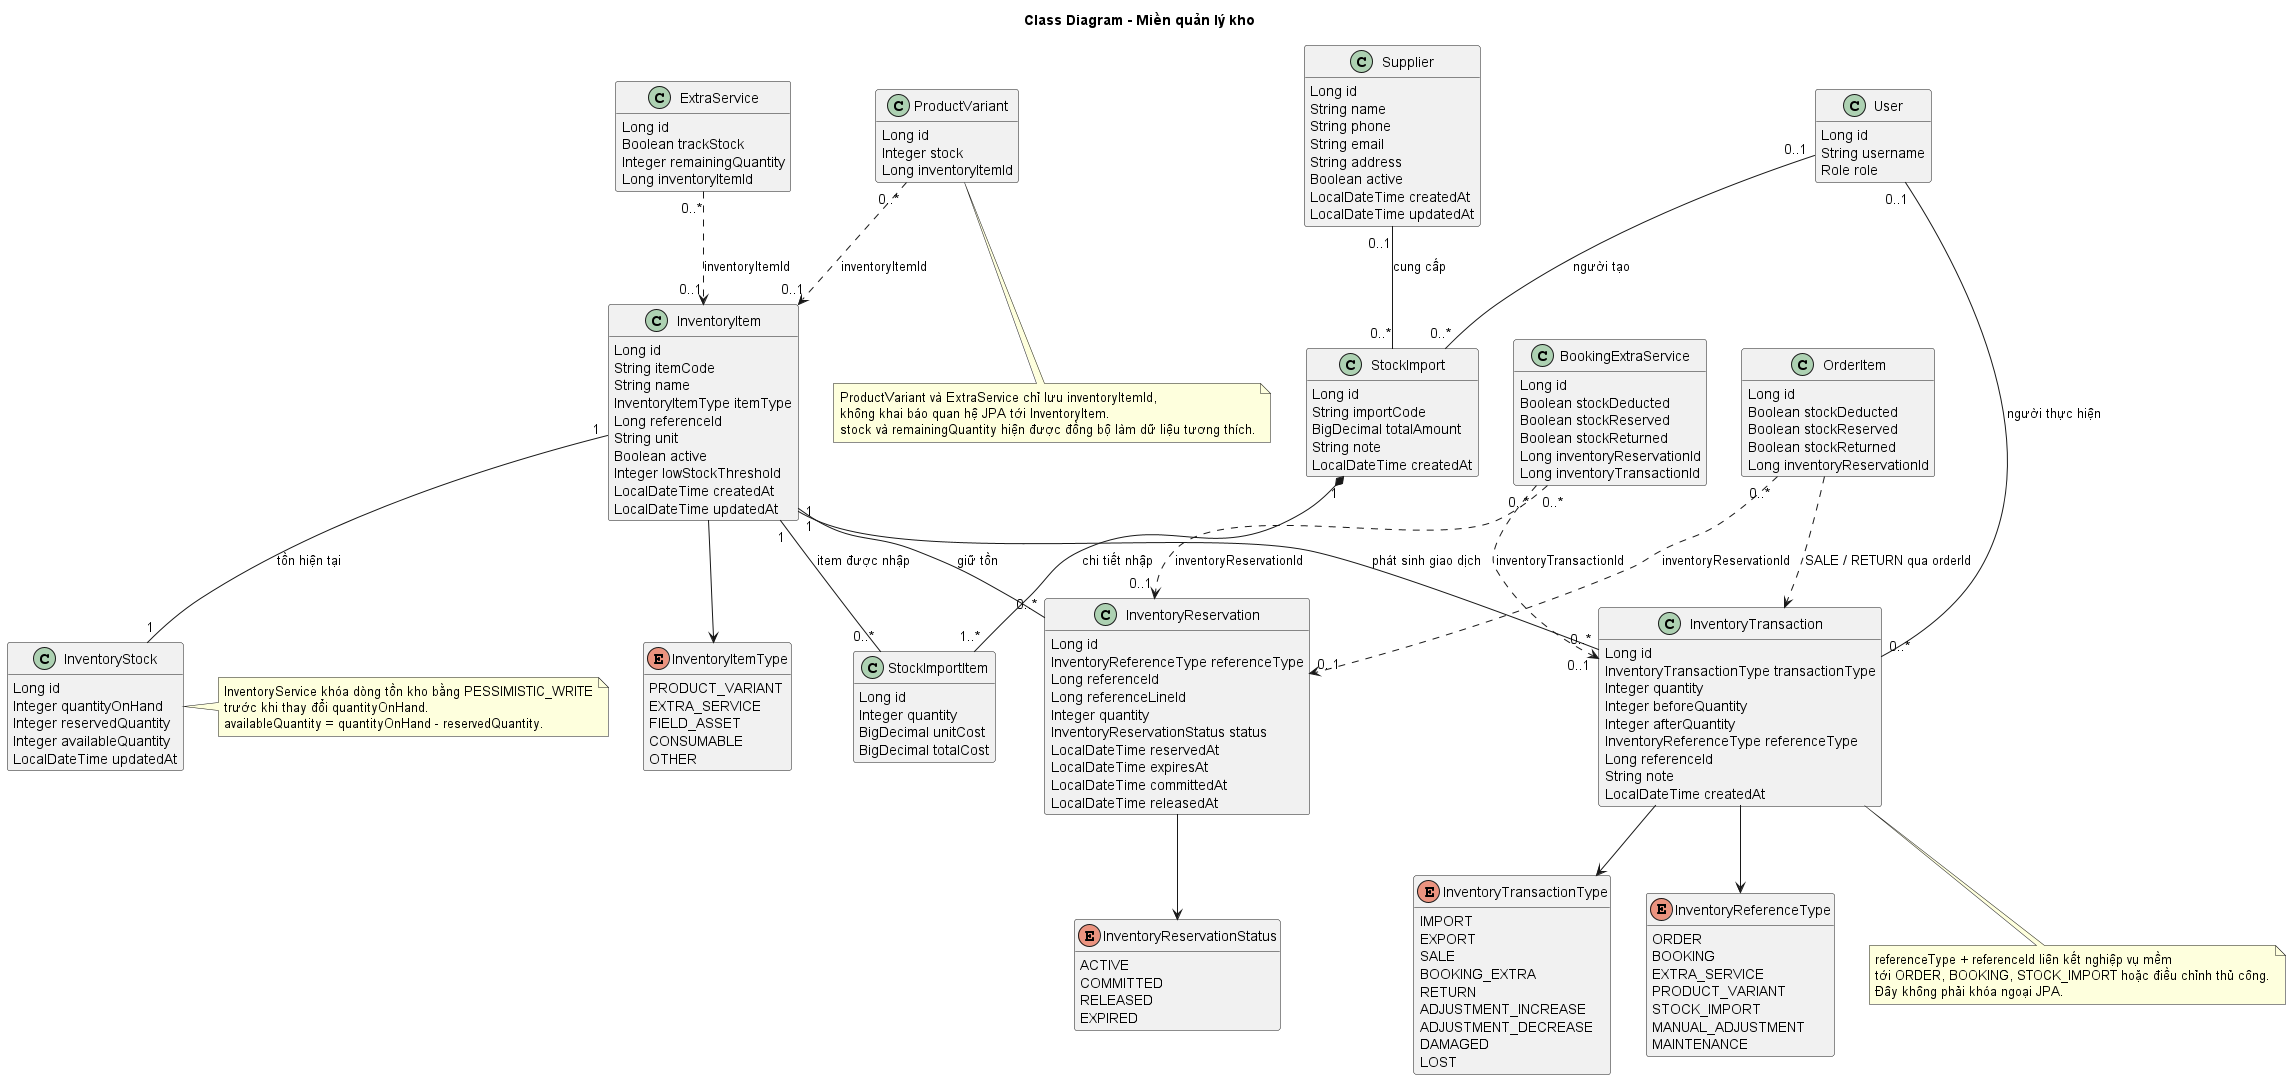 Class Diagram - Miền quản lý kho
C ExtraService
Long id
Boolean trackStock
Integer remainingQuantity
Long inventoryItemId
C ProductVariant
Long id
Integer stock
Long inventoryItemId
C Supplier
Long id
String name
String phone
String email
String address
Boolean active
LocalDateTime createdAt
LocalDateTime updatedAt
C User
Long id
String username
Role role
0..*
inventoryItemId
0..1
0..*
inventoryItemId
0..1
0..1
cung cấp
0..*
0..1
người tạo
0..*
0..1
người thực hiện
0..*
C InventoryItem
Long id
String itemCode
String name
InventoryItemType itemType
Long referenceId
String unit
Boolean active
Integer lowStockThreshold
LocalDateTime createdAt
LocalDateTime updatedAt
ProductVariant và ExtraService chỉ lưu inventoryItemId,
không khai báo quan hệ JPA tới InventoryItem.
stock và remainingQuantity hiện được đồng bộ làm dữ liệu tương thích.
C StockImport
Long id
String importCode
BigDecimal totalAmount
String note
LocalDateTime createdAt
C BookingExtraService
Long id
Boolean stockDeducted
Boolean stockReserved
Boolean stockReturned
Long inventoryReservationId
Long inventoryTransactionId
C OrderItem
Long id
Boolean stockDeducted
Boolean stockReserved
Boolean stockReturned
Long inventoryReservationId
1
tồn hiện tại
1
1
item được nhập
0..*
1
giữ tồn
0..*
1
phát sinh giao dịch
0..*
1
chi tiết nhập
1..*
0..*
inventoryReservationId
0..1
0..*
inventoryTransactionId
0..1
0..*
inventoryReservationId
0..1
SALE / RETURN qua orderId
C InventoryStock
Long id
Integer quantityOnHand
Integer reservedQuantity
Integer availableQuantity
LocalDateTime updatedAt
InventoryService khóa dòng tồn kho bằng PESSIMISTIC_WRITE
trước khi thay đổi quantityOnHand.
availableQuantity = quantityOnHand - reservedQuantity.
E InventoryItemType
PRODUCT_VARIANT
EXTRA_SERVICE
FIELD_ASSET
CONSUMABLE
OTHER
C StockImportItem
Long id
Integer quantity
BigDecimal unitCost
BigDecimal totalCost
C InventoryReservation
Long id
InventoryReferenceType referenceType
Long referenceId
Long referenceLineId
Integer quantity
InventoryReservationStatus status
LocalDateTime reservedAt
LocalDateTime expiresAt
LocalDateTime committedAt
LocalDateTime releasedAt
C InventoryTransaction
Long id
InventoryTransactionType transactionType
Integer quantity
Integer beforeQuantity
Integer afterQuantity
InventoryReferenceType referenceType
Long referenceId
String note
LocalDateTime createdAt
E InventoryReservationStatus
ACTIVE
COMMITTED
RELEASED
EXPIRED
E InventoryTransactionType
IMPORT
EXPORT
SALE
BOOKING_EXTRA
RETURN
ADJUSTMENT_INCREASE
ADJUSTMENT_DECREASE
DAMAGED
LOST
E InventoryReferenceType
ORDER
BOOKING
EXTRA_SERVICE
PRODUCT_VARIANT
STOCK_IMPORT
MANUAL_ADJUSTMENT
MAINTENANCE
referenceType + referenceId liên kết nghiệp vụ mềm
tới ORDER, BOOKING, STOCK_IMPORT hoặc điều chỉnh thủ công.
Đây không phải khóa ngoại JPA.